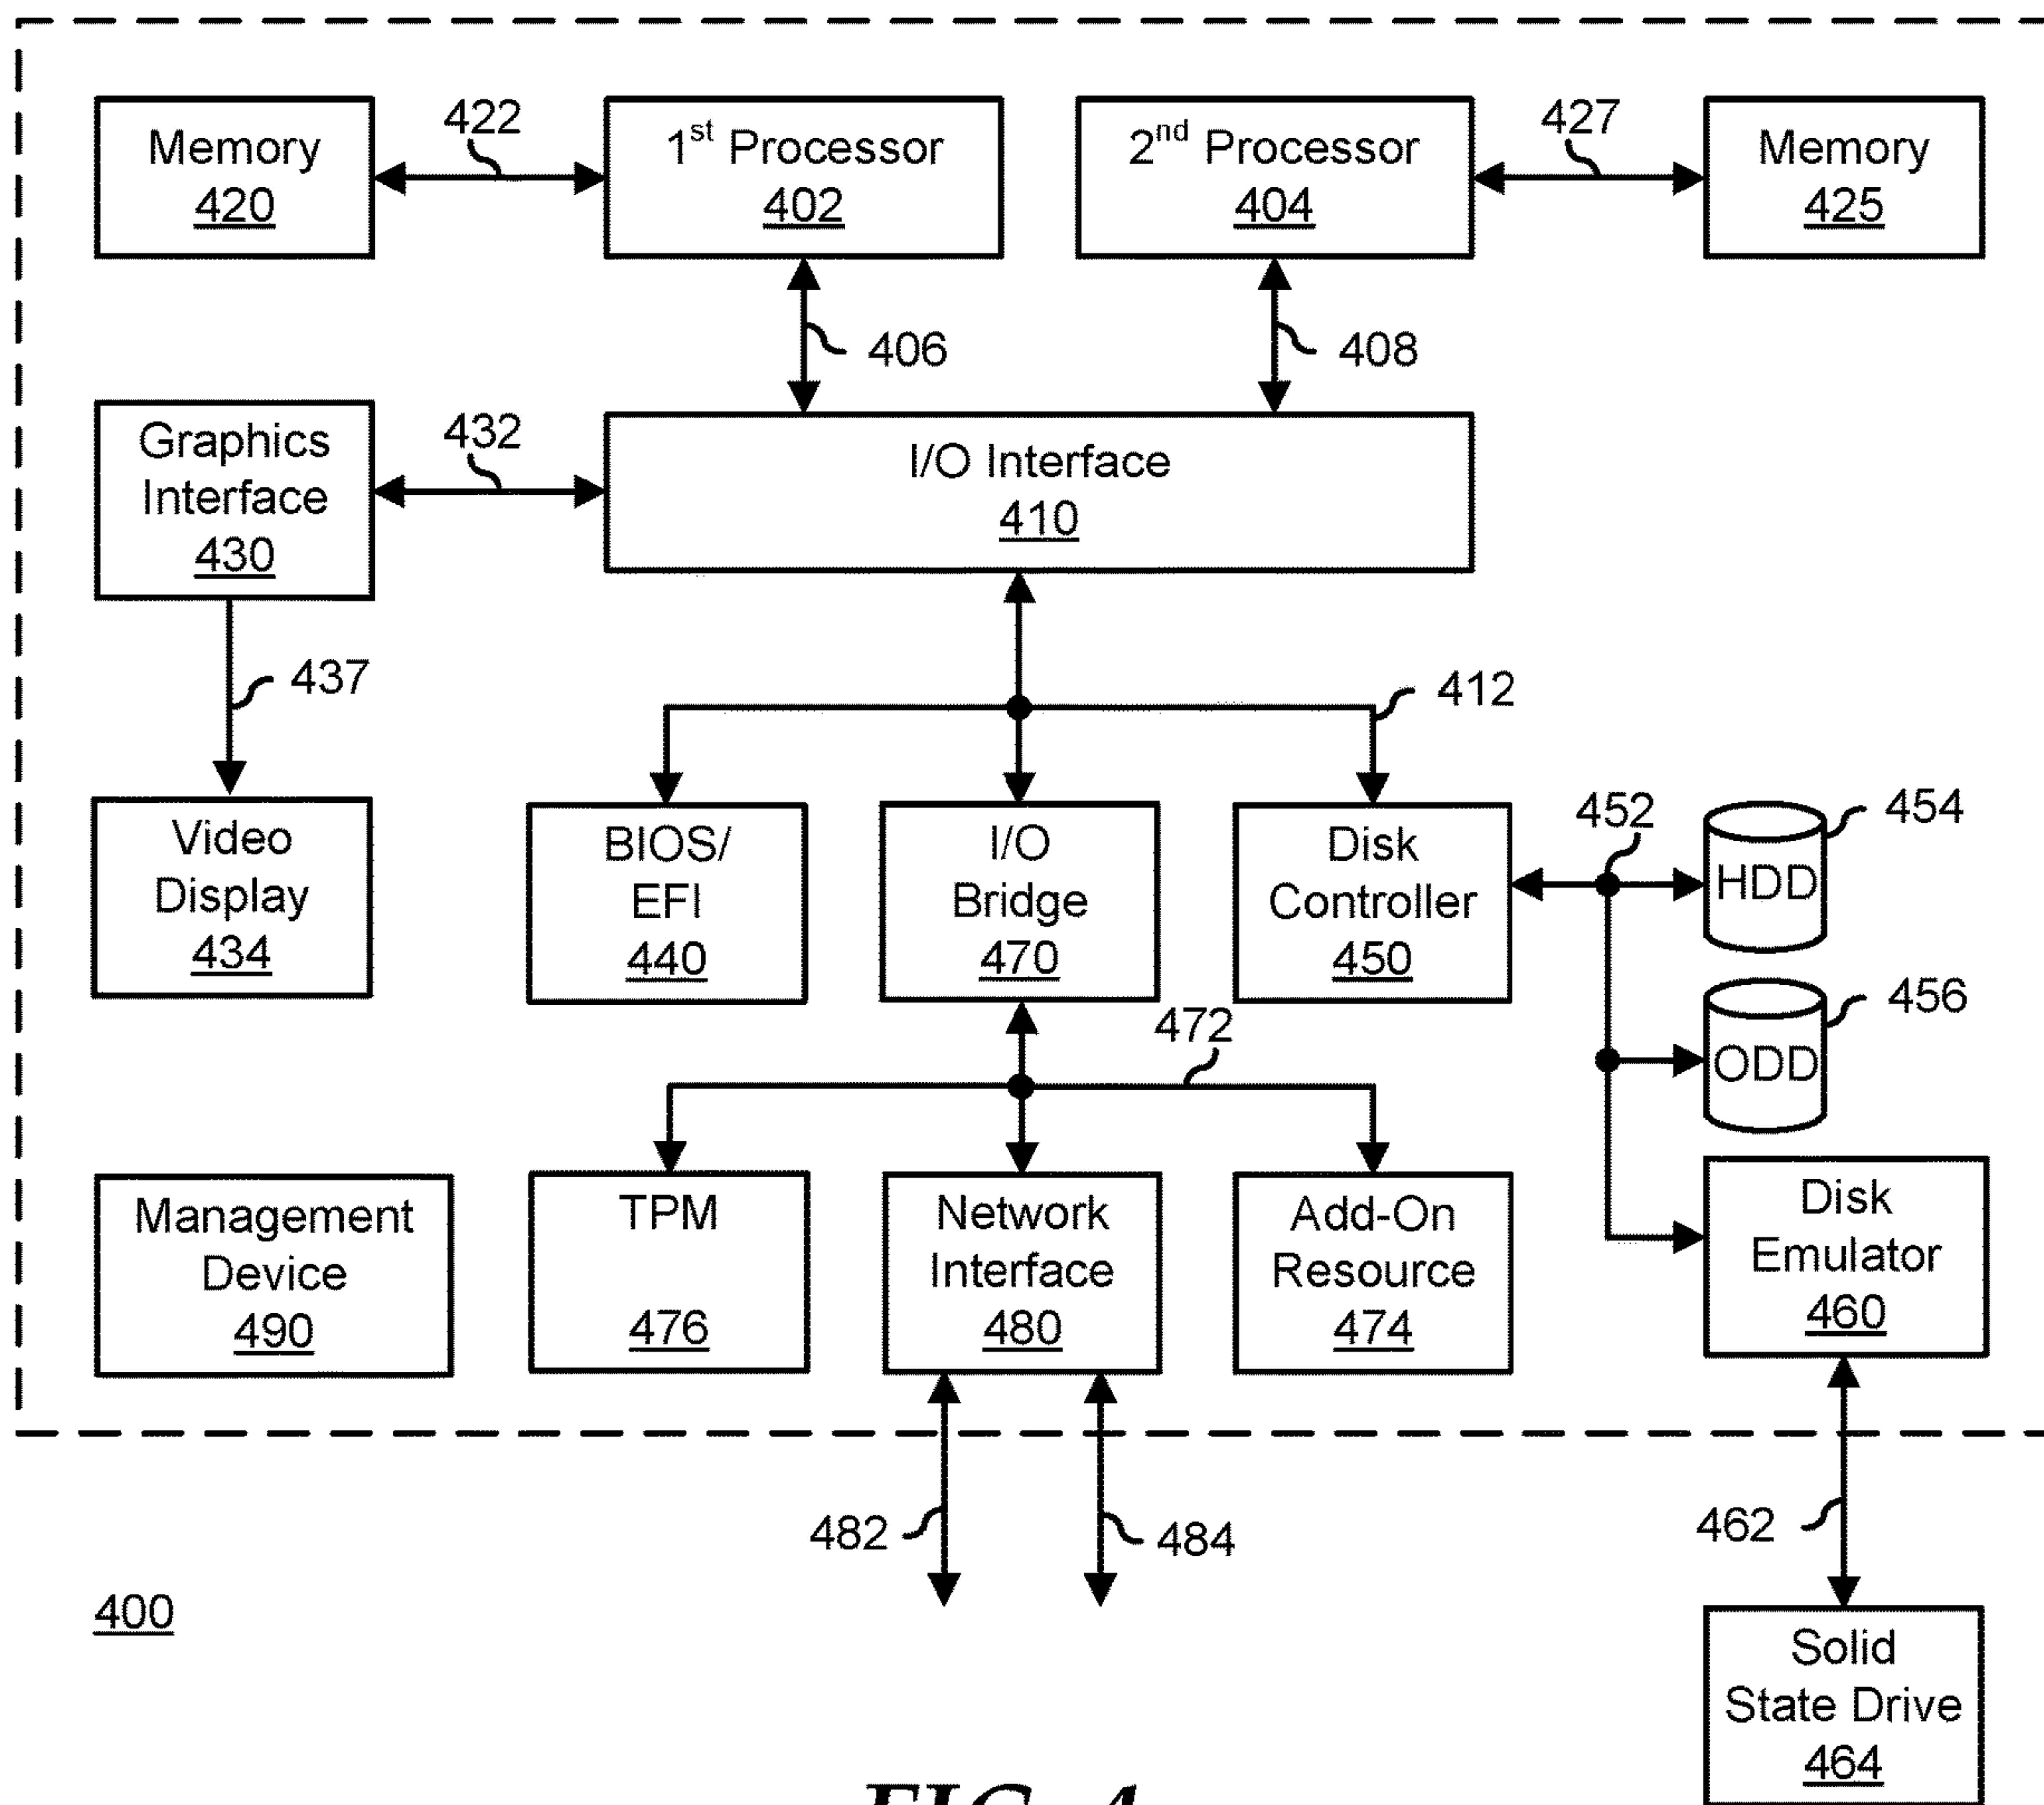 Memory
420
422
1st Processor
402
2nd Processor
404
427
Memory
425
406
408
Graphics
Interface
430
432
I/O Interface
410
437
412
Video
Display
434
BIOS/
EFI
440
I/O
Bridge
470
Disk
Controller
450
452
HDD
454
ODD
456
472
Management
Device
490
TPM
476
Network
Interface
480
Add-On
Resource
474
Disk
Emulator
460
482
484
462
400
Solid
State Drive
464
FIG. 4